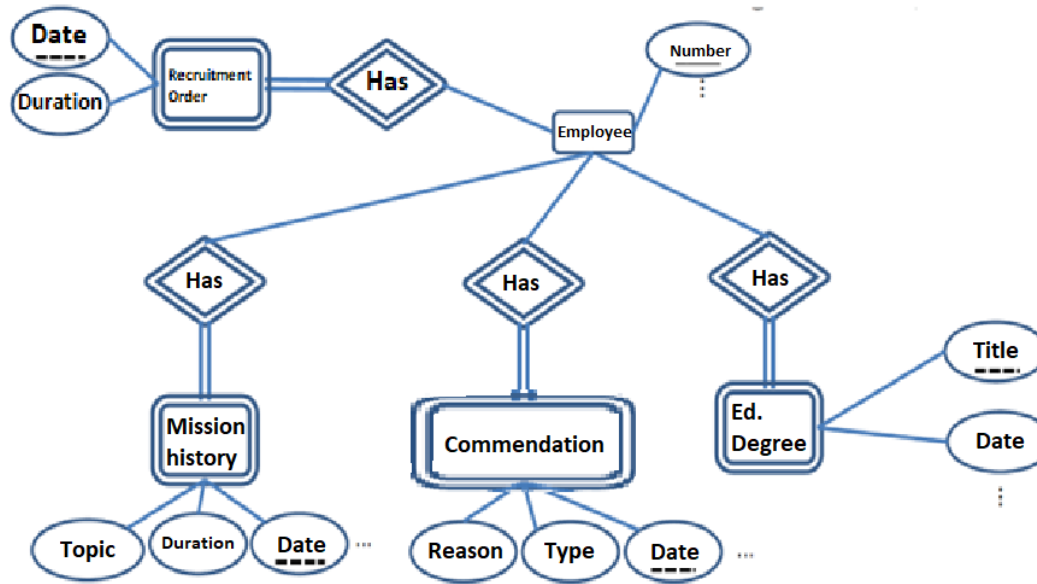 Date
Recruitment
Order
Has
Number
Duration
Employee
Has
Has
Has
Title
Mission
history
Commendation
Ed.
Degree
Date
Topic
Duration
Date
...
Reason
Type
Date
...